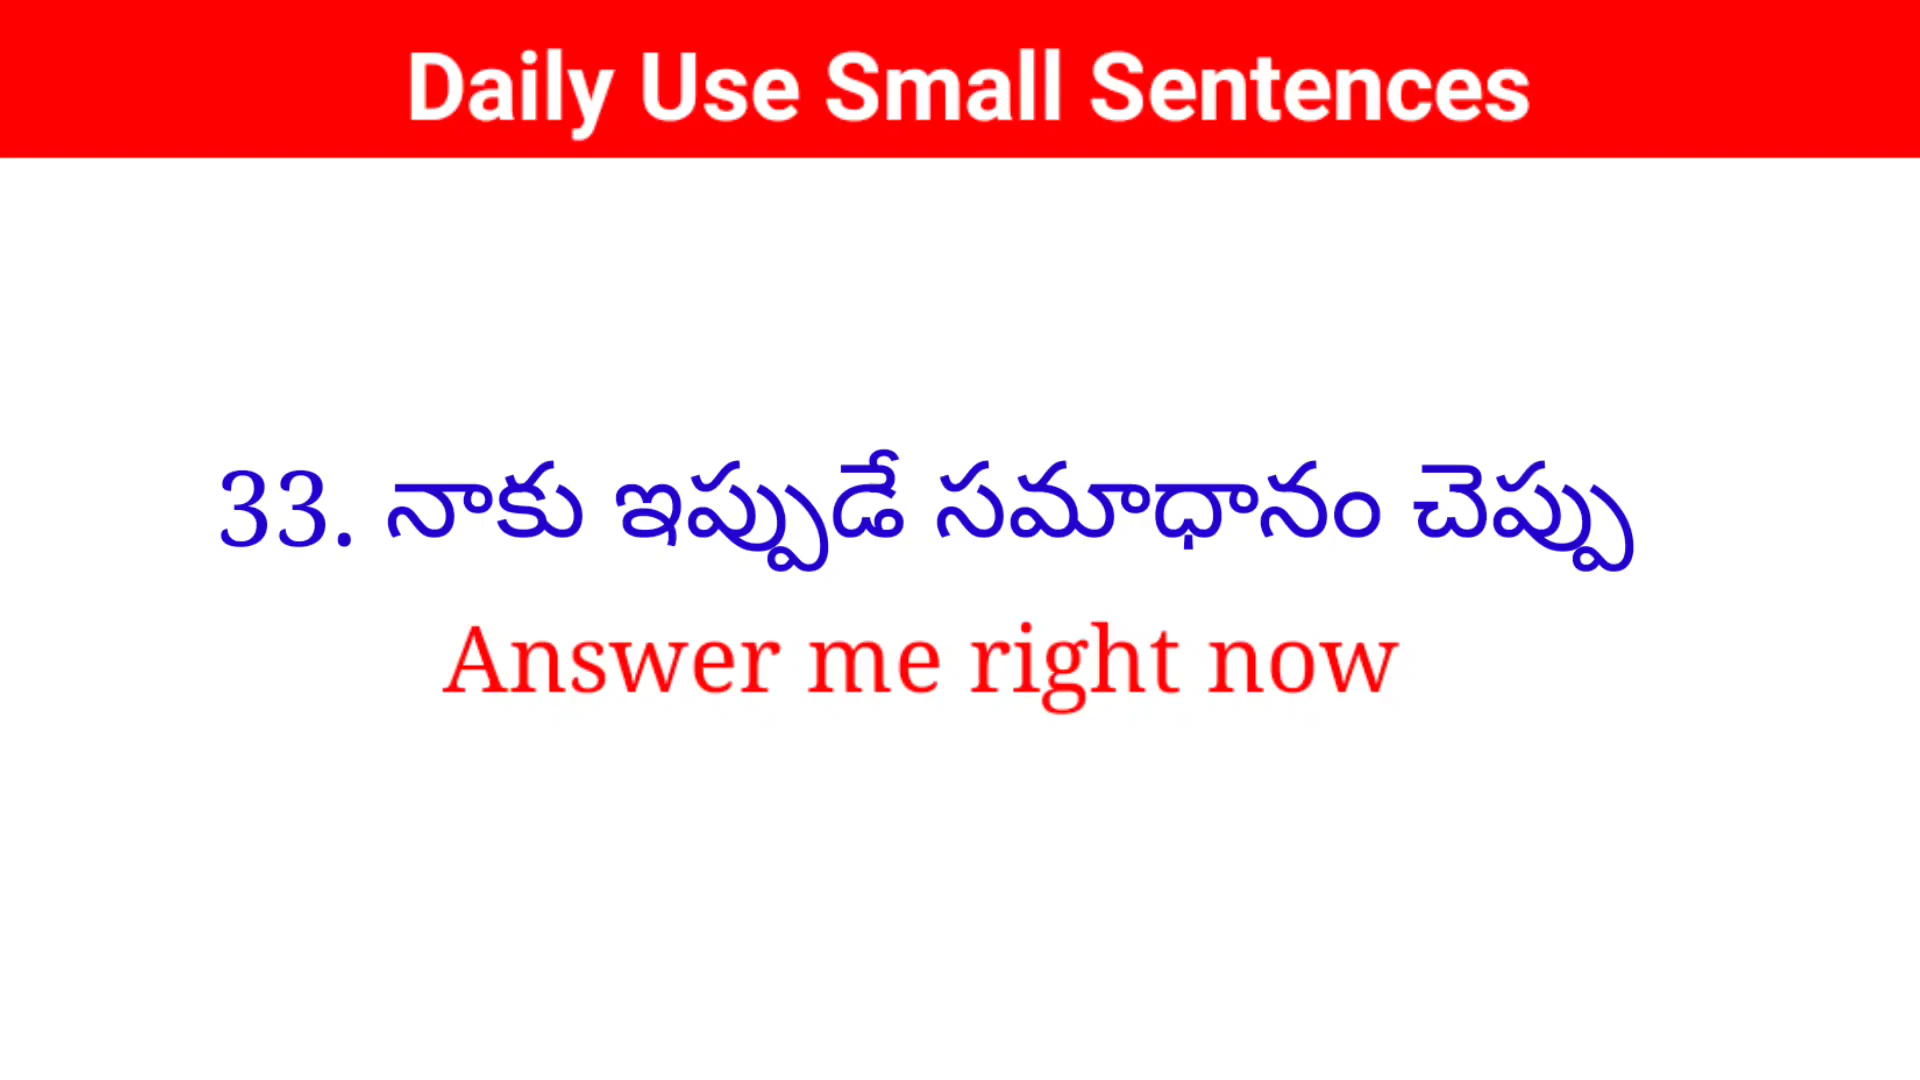 Daily Use Small Sentences
33. నాకు ఇప్పుడే సమాధానం చెప్పు
Answer me right now